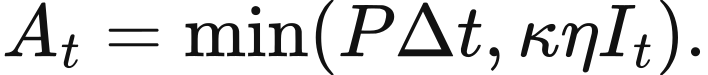 A_t = min(PΔt, κηI_t).